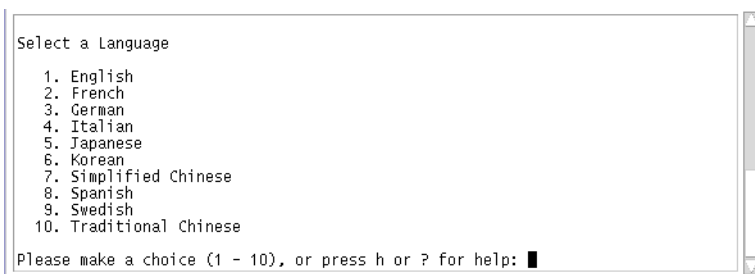 Select a Language
1. English
2. French
3. German
4. Italian
5. Japanese
6. Korean
7. Simplified Chinese
8. Spanish
9. Swedish
10. Traditional Chinese
Please make a choice (1 - 10), or press h or ? for help: